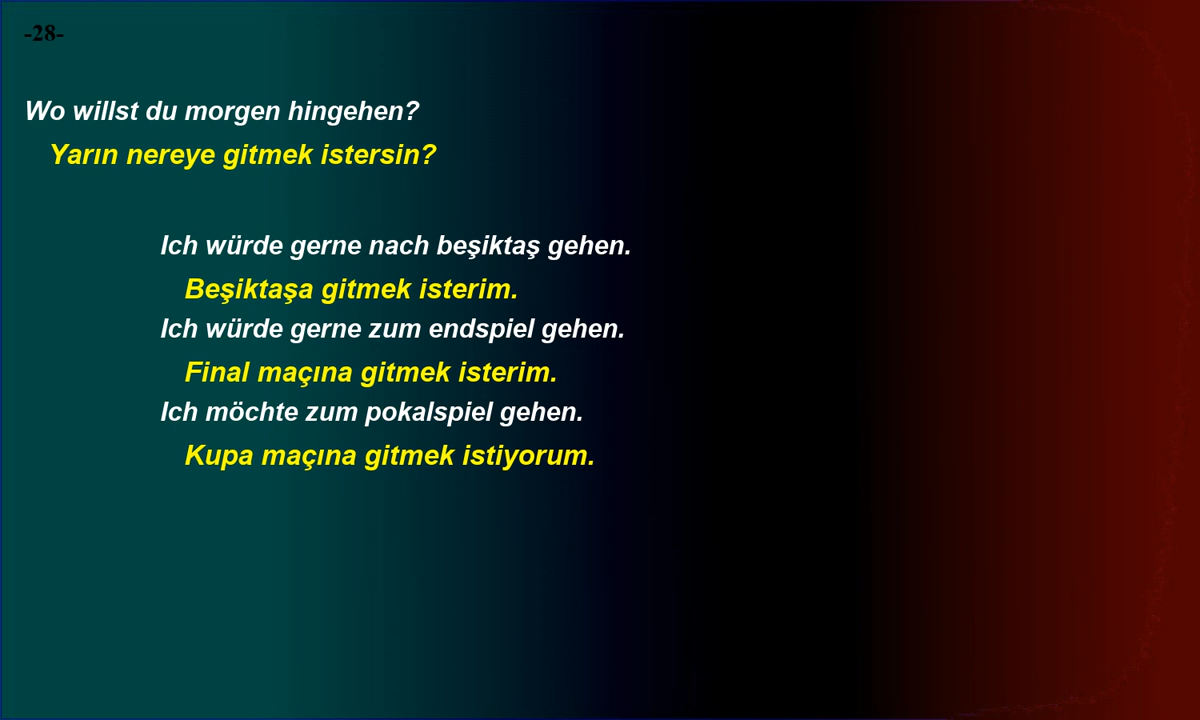 -28-
Wo willst du morgen hingehen?
Yarın nereye gitmek istersin?
Ich würde gerne nach beşiktaş gehen.
Beşiktaşa gitmek isterim.
Ich würde gerne zum endspiel gehen.
Final maçına gitmek isterim.
Ich möchte zum pokalspiel gehen.
Kupa maçına gitmek istiyorum.